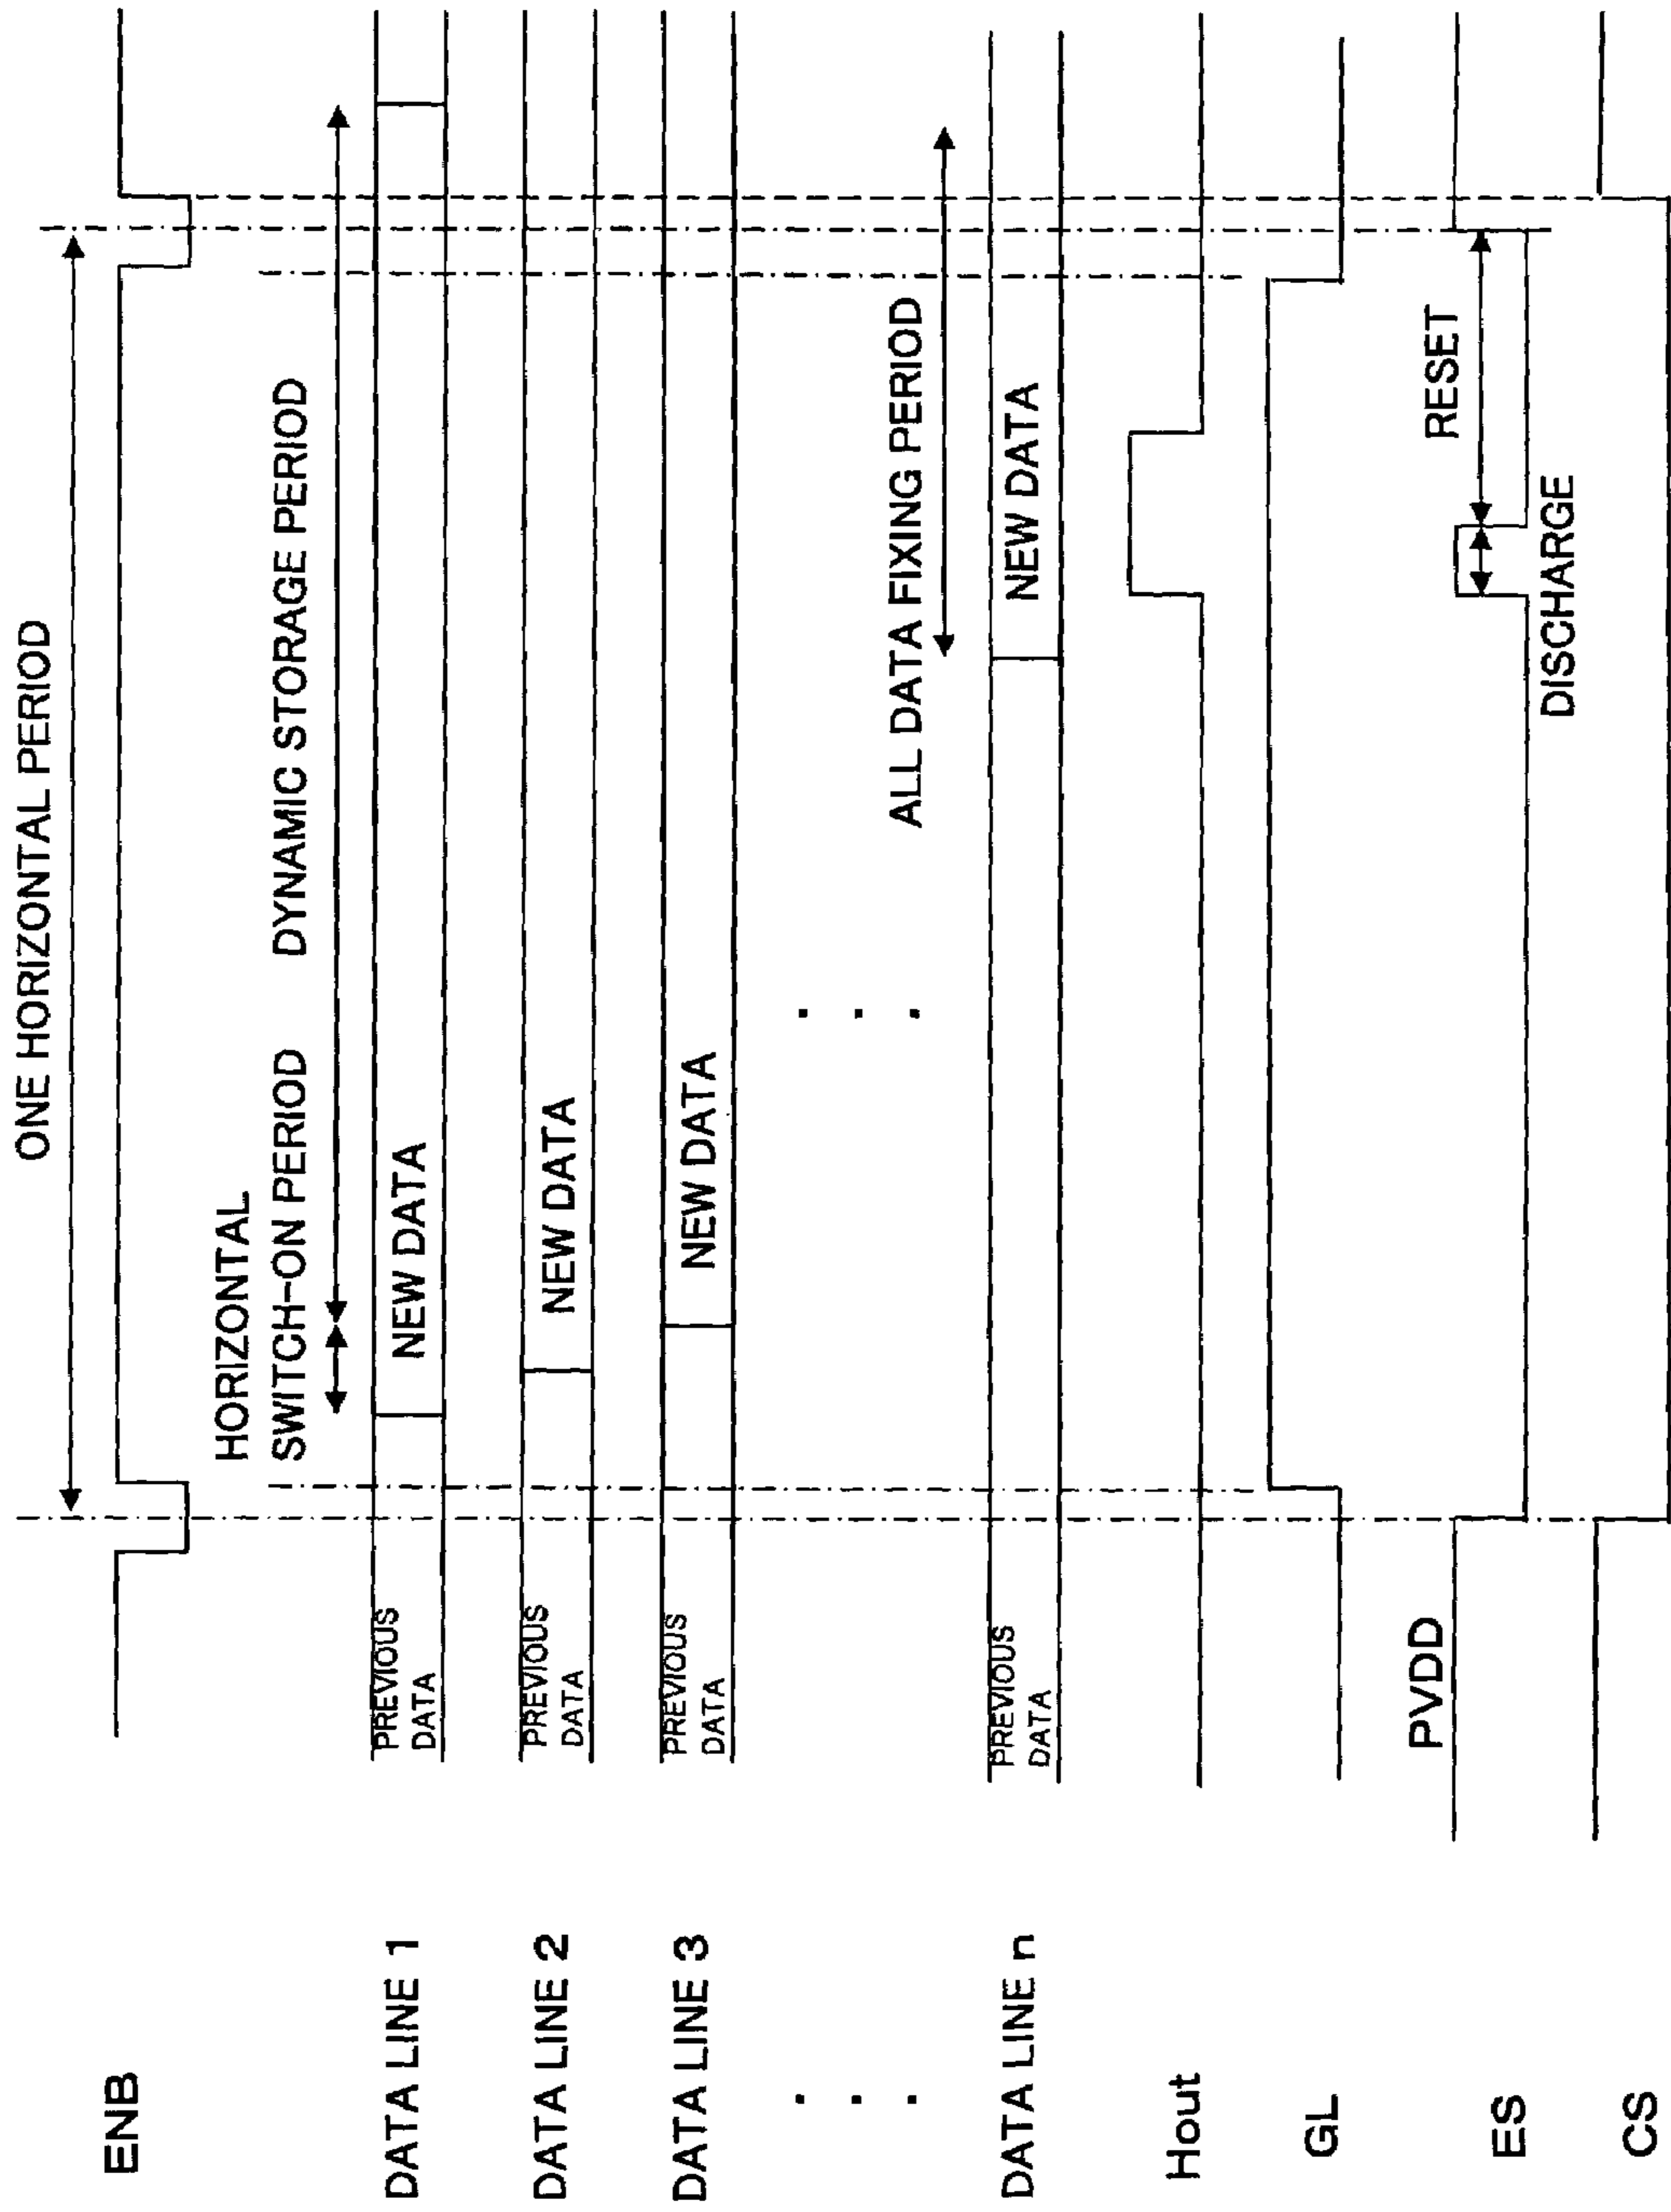 ONE HORIZONTAL PERIOD
ENB
HORIZONTAL
SWITCH-ON PERIOD
DYNAMIC STORAGE PERIOD
DATA LINE 1
PREVIOUS
DATA
NEW DATA
DATA LINE 2
PREVIOUS
DATA
NEW DATA
DATA LINE 3
PREVIOUS
DATA
NEW DATA
. . .
. . .
ALL DATA FIXING PERIOD
DATA LINE n
PREVIOUS
DATA
NEW DATA
Hout
GL
PVDD
RESET
ES
DISCHARGE
CS